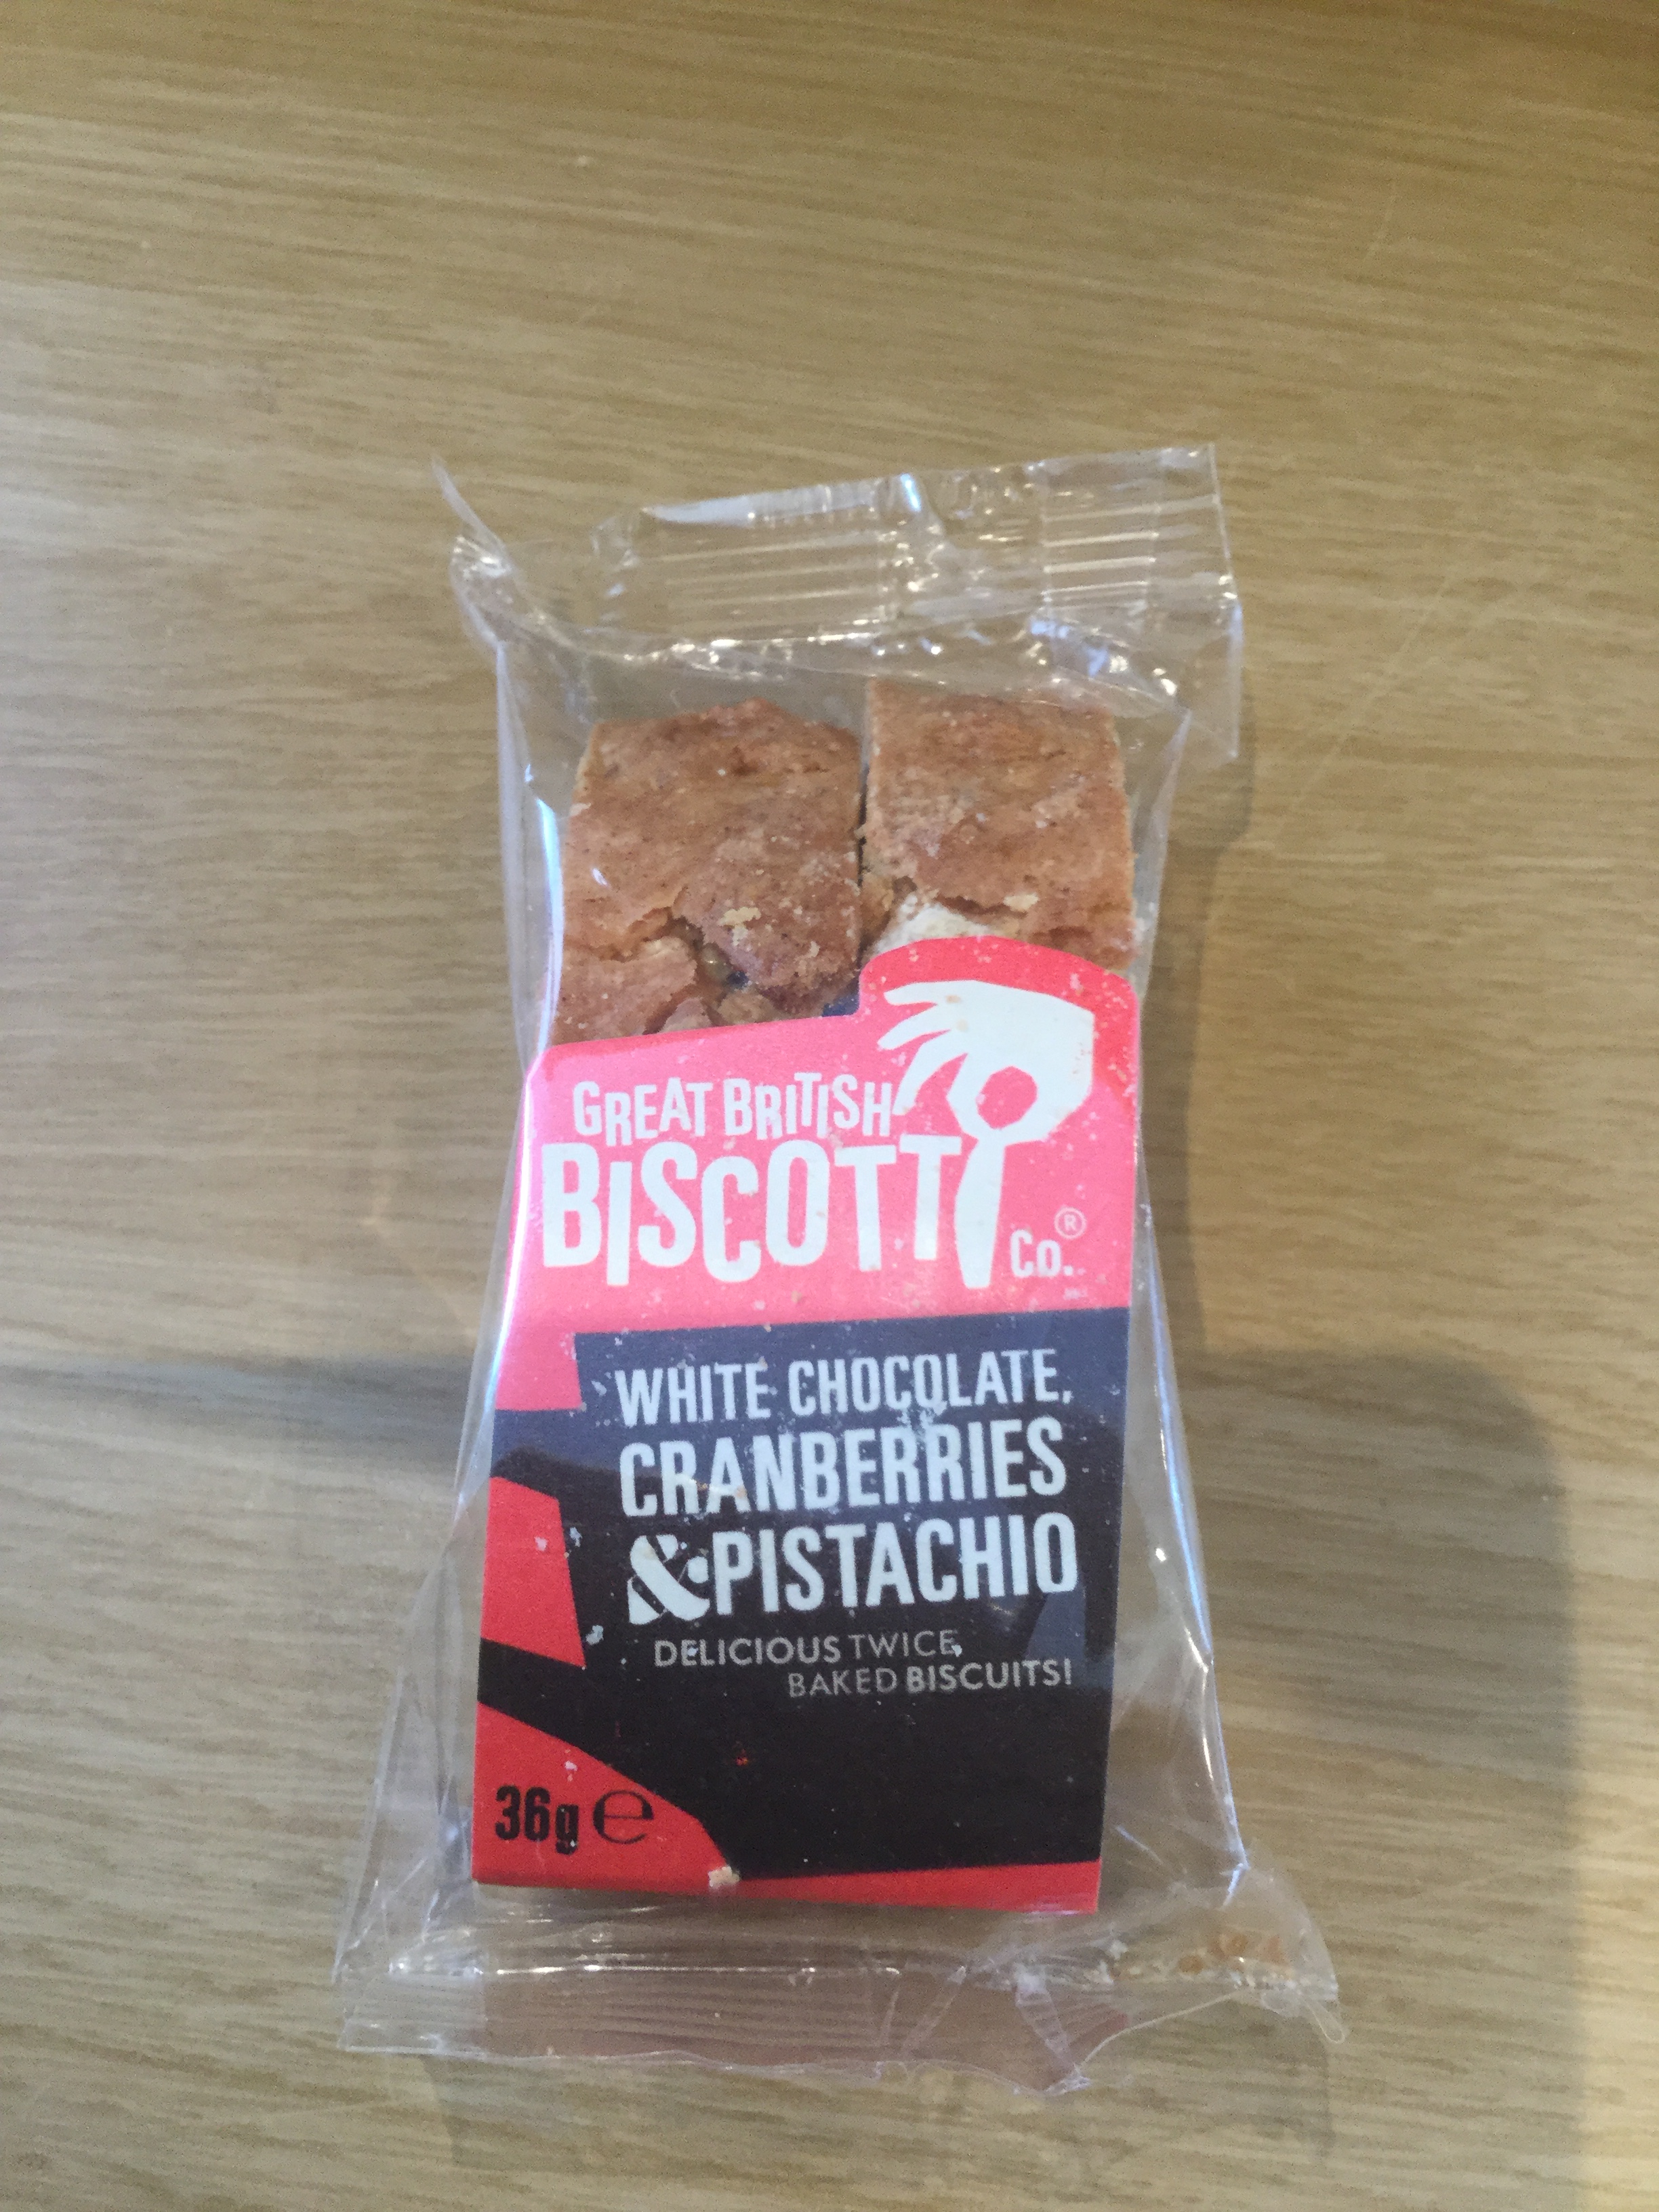 GREAT BRITISH
BISCOTTI
Co.®
WHITE CHOCOLATE,
CRANBERRIES
& PISTACHIO
DELICIOUS TWICE
BAKED BISCUITS!
36g ℮